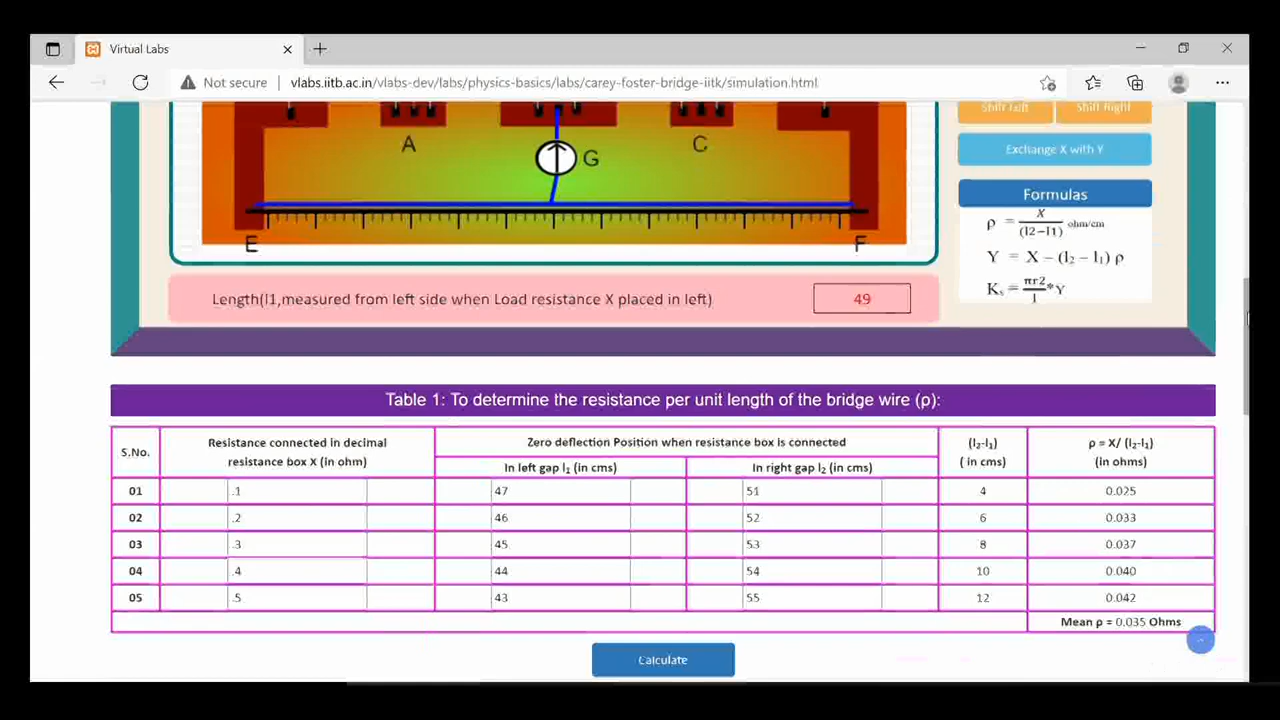 Virtual Labs
Not secure vlabs.iitb.ac.in/vlabs-dev/labs/physics-basics/labs/carey-foster-bridge-iitk/simulation.html
Shift Left Shift Right
A C
G
Exchange X with Y
Formulas
ρ = X/(l2-l1) ohm/cm
Y = X - (l₂ - l₁) ρ
Kₛ = πr2/l * Y
E F
Length(l1,measured from left side when Load resistance X placed in left) 49
Table 1: To determine the resistance per unit length of the bridge wire (ρ):
S.No. Resistance connected in decimal resistance box X (in ohm) Zero deflection Position when resistance box is connected (l₂-l₁) ( in cms) ρ = X/ (l₂-l₁) (in ohms)
In left gap l₁ (in cms) In right gap l₂ (in cms)
01 .1 47 51 4 0.025
02 .2 46 52 6 0.033
03 .3 45 53 8 0.037
04 .4 44 54 10 0.040
05 .5 43 55 12 0.042
Mean ρ = 0.035 Ohms
Calculate